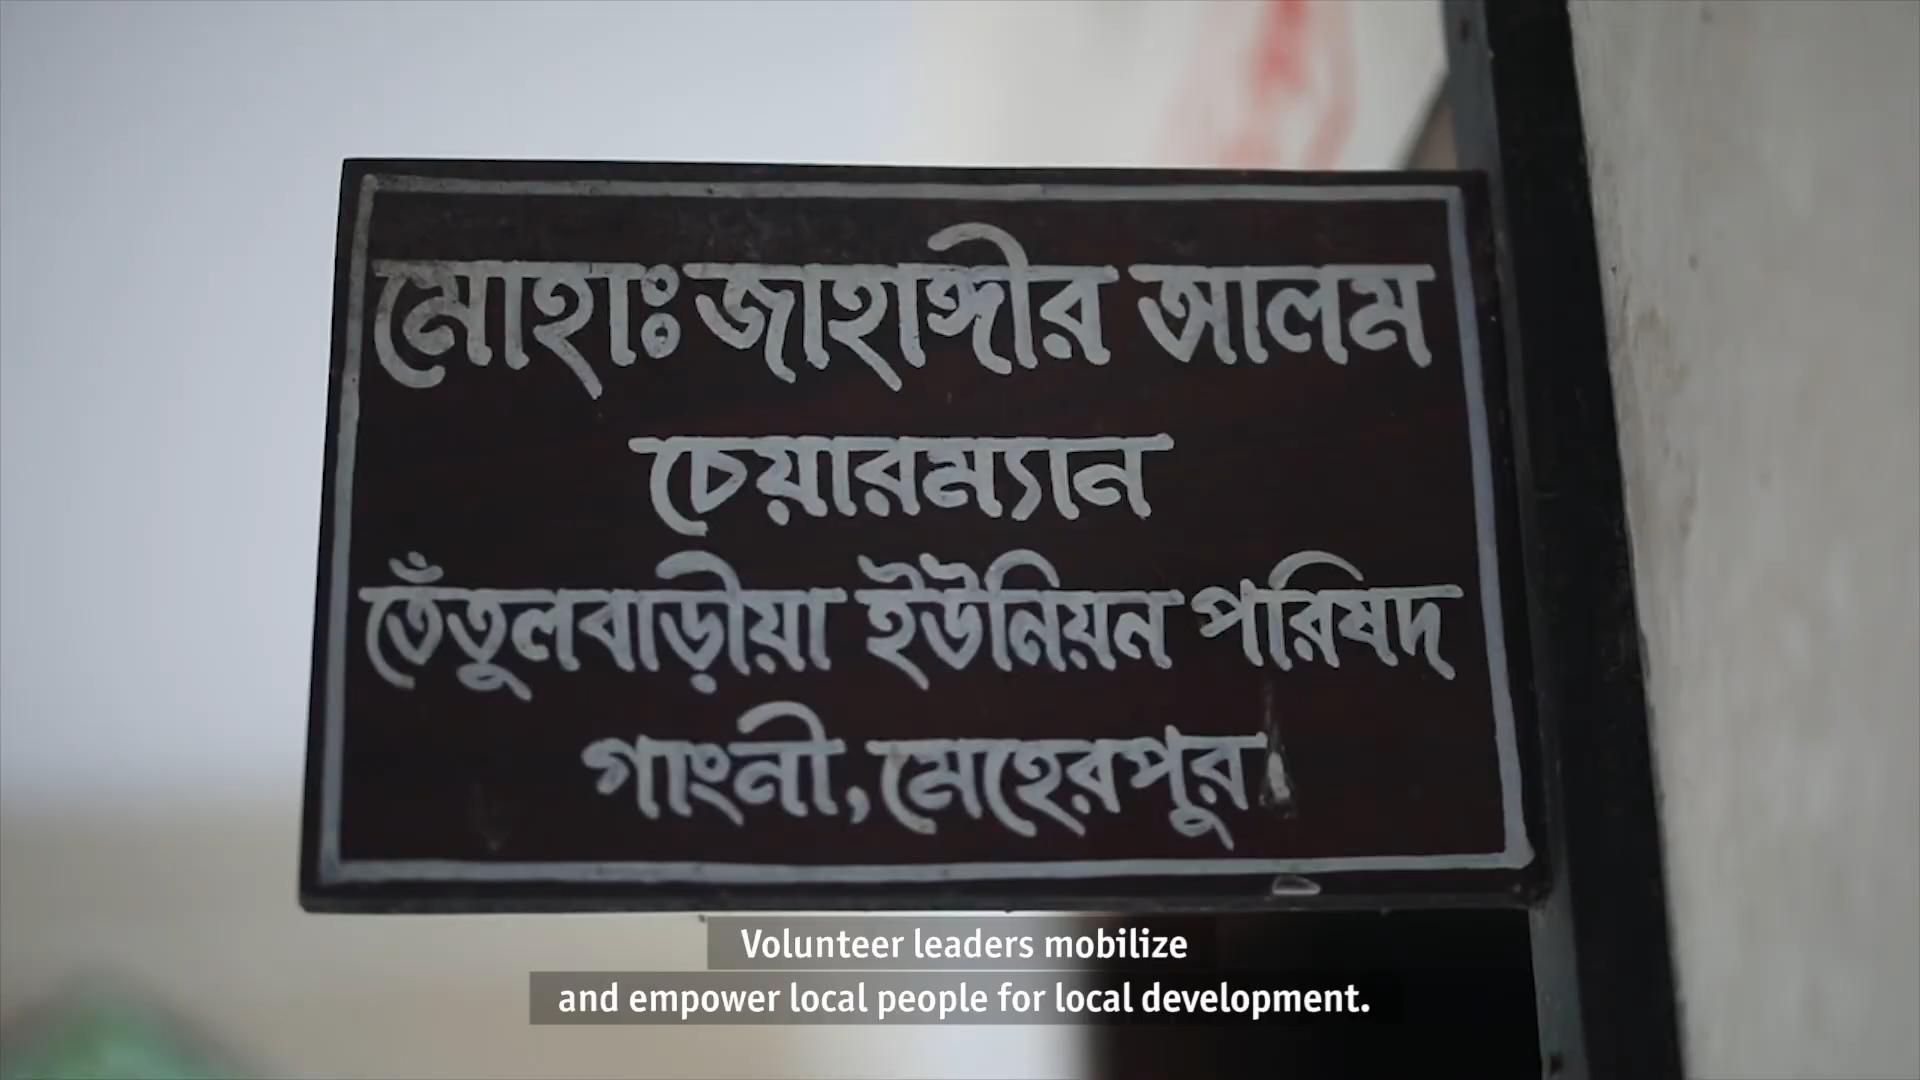 মোহাঃ জাহাঙ্গীর আলম
চেয়ারম্যান
তেঁতুলবাড়ীয়া ইউনিয়ন পরিষদ
গাংনী, মেহেরপুর
Volunteer leaders mobilize
and empower local people for local development.